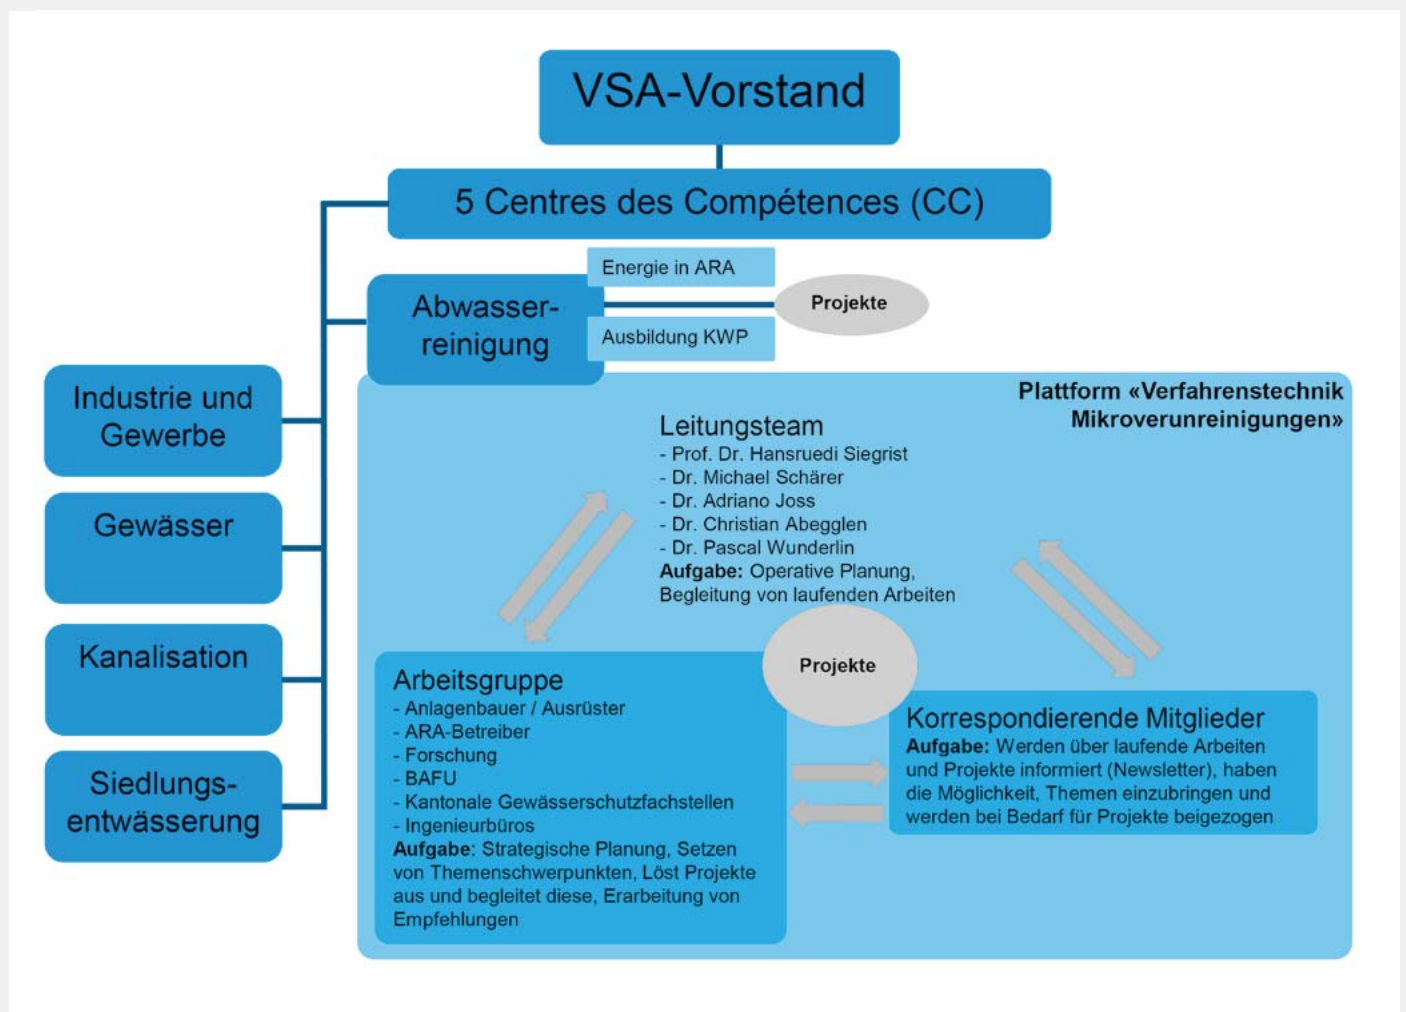 VSA-Vorstand
5 Centres des Compétences (CC)
Energie in ARA
Abwasser-
reinigung
Projekte
Ausbildung KWP
Industrie und
Gewerbe
Gewässer
Kanalisation
Siedlungs-
entwässerung
Plattform «Verfahrenstechnik
Mikroverunreinigungen»
Leitungsteam
- Prof. Dr. Hansruedi Siegrist
- Dr. Michael Schärer
- Dr. Adriano Joss
- Dr. Christian Abegglen
- Dr. Pascal Wunderlin
Aufgabe: Operative Planung,
Begleitung von laufenden Arbeiten
Projekte
Arbeitsgruppe
- Anlagenbauer / Ausrüster
- ARA-Betreiber
- Forschung
- BAFU
- Kantonale Gewässerschutzfachstellen
- Ingenieurbüros
Aufgabe: Strategische Planung, Setzen
von Themenschwerpunkten, Löst Projekte
aus und begleitet diese, Erarbeitung von
Empfehlungen
Korrespondierende Mitglieder
Aufgabe: Werden über laufende Arbeiten
und Projekte informiert (Newsletter), haben
die Möglichkeit, Themen einzubringen und
werden bei Bedarf für Projekte beigezogen